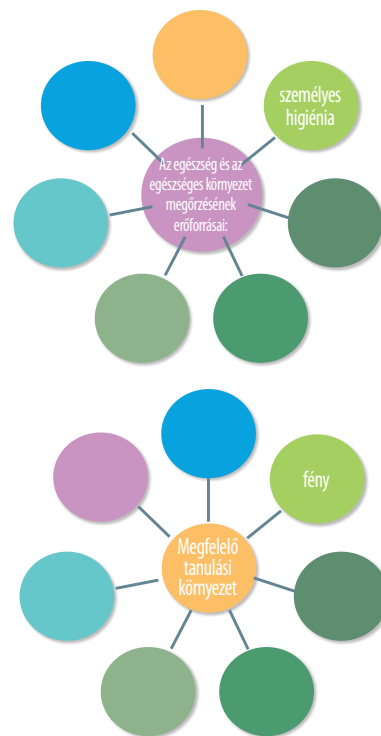 személyes
higiénia
Az egészség és az
egészséges környezet
megőrzésének
erőforrásai:
fény
Megfelelő
tanulási
környezet